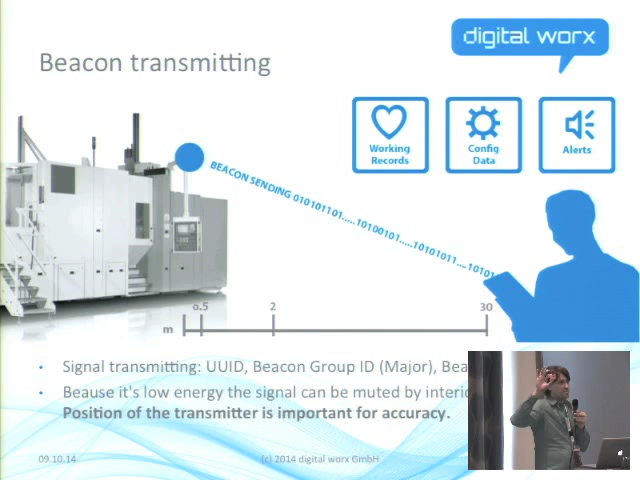 digital worx
Beacon transmitting
Working
Records
Config
Data
Alerts
BEACON SENDING 010101101.....10100101.....10101011....10101
m
0.5
2
30
• Signal transmitting: UUID, Beacon Group ID (Major), Bea
• Beause it's low energy the signal can be muted by interio
Position of the transmitter is important for accuracy.
09.10.14
(c) 2014 digital worx GmbH